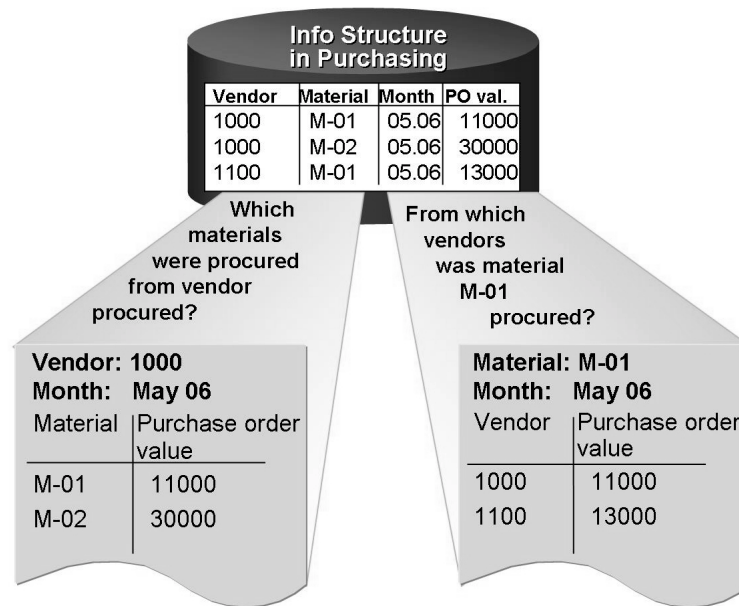 Info Structure
in Purchasing
Vendor Material Month PO val.
1000 M-01 05.06 11000
1000 M-02 05.06 30000
1100 M-01 05.06 13000
Which
materials
were procured
from vendor
procured?
From which
vendors
was material
M-01
procured?
Vendor: 1000
Month: May 06
Material Purchase order
value
M-01 11000
M-02 30000
Material: M-01
Month: May 06
Vendor Purchase order
value
1000 11000
1100 13000